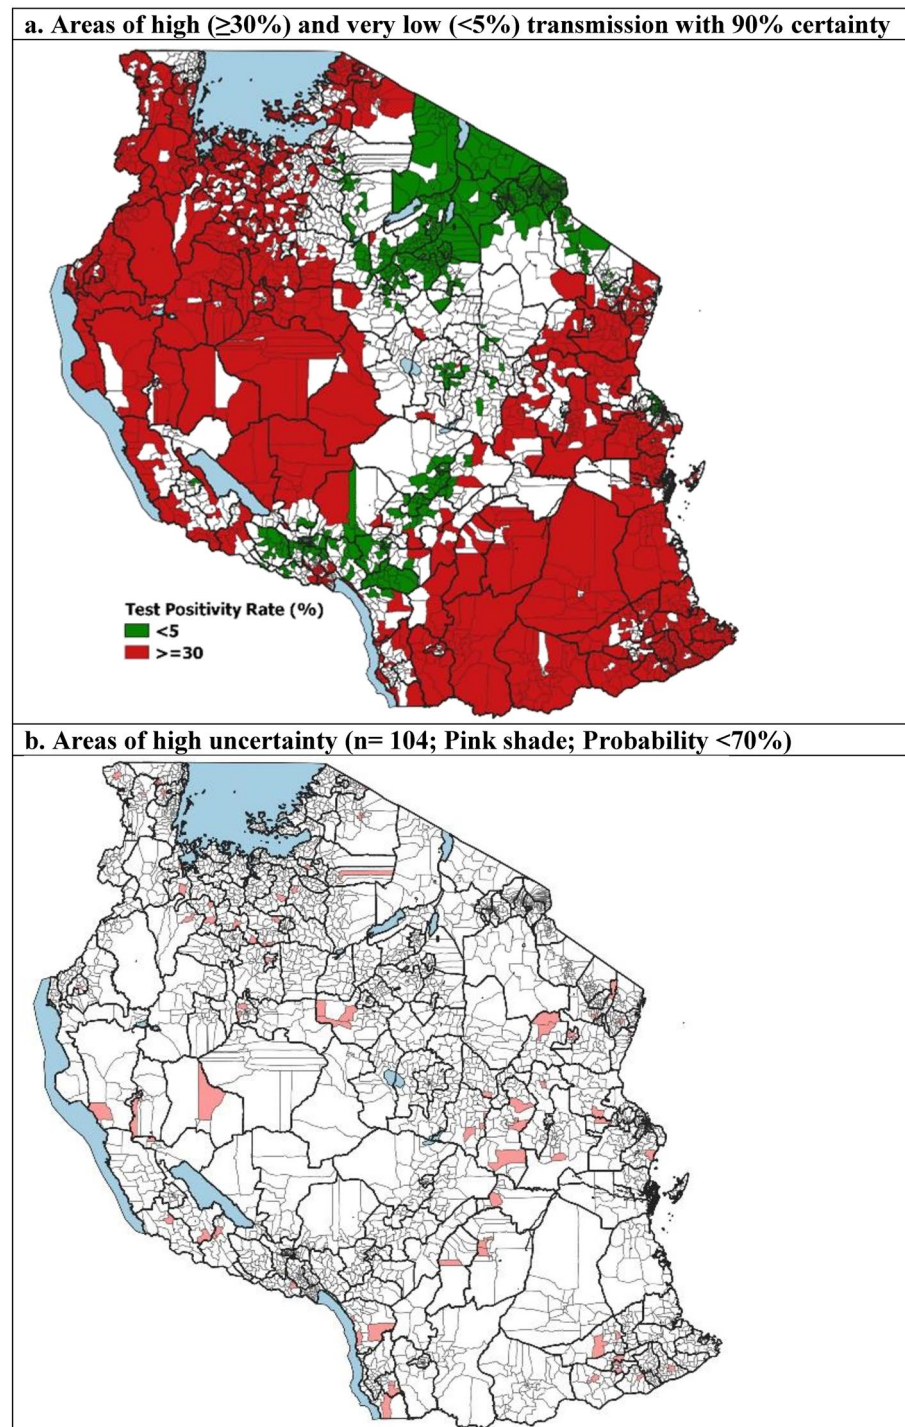 a. Areas of high (≥30%) and very low (<5%) transmission with 90% certainty
Test Positivity Rate (%)
<5
>=30
b. Areas of high uncertainty (n= 104; Pink shade; Probability <70%)